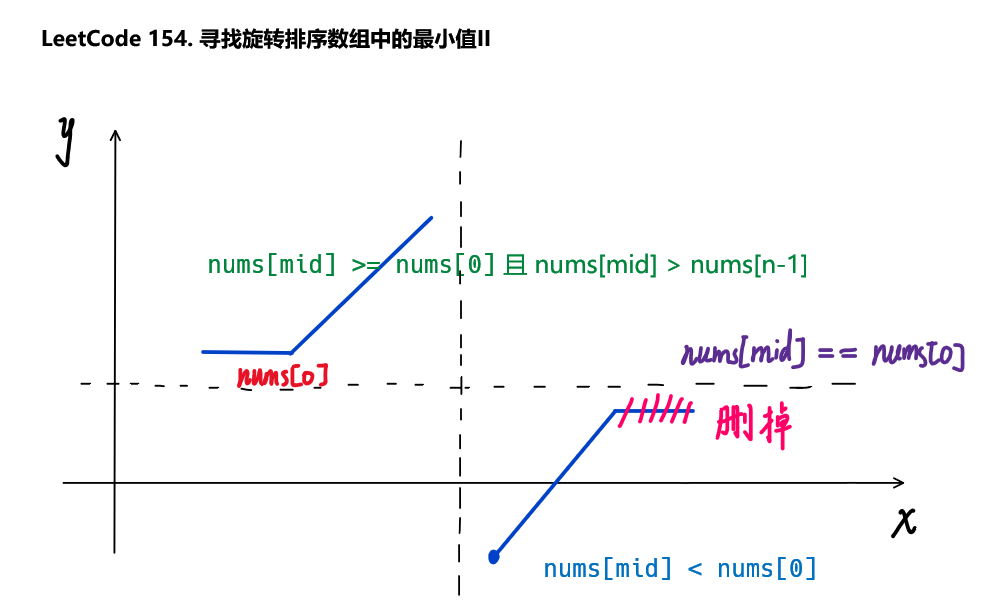 LeetCode 154. 寻找旋转排序数组中的最小值II
y
nums[mid] >= nums[0] 且 nums[mid] > nums[n-1]
nums[mid] == nums[0]
nums[0]
删掉
x
nums[mid] < nums[0]